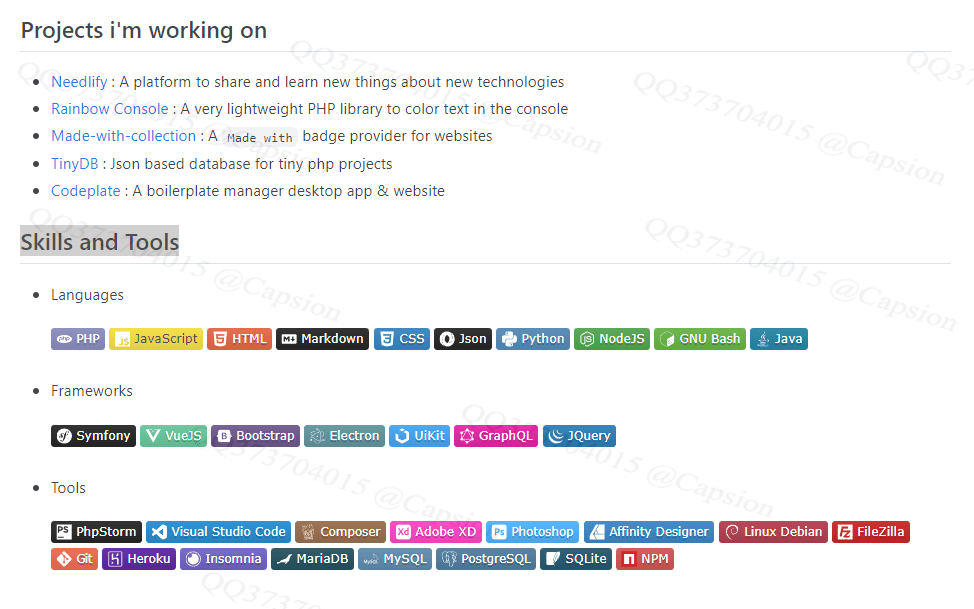 Projects i'm working on
Needlify : A platform to share and learn new things about new technologies
Rainbow Console : A very lightweight PHP library to color text in the console
Made-with-collection : A Made with badge provider for websites
TinyDB : Json based database for tiny php projects
Codeplate : A boilerplate manager desktop app & website
Skills and Tools
Languages
PHP JavaScript HTML Markdown CSS Json Python NodeJS GNU Bash Java
Frameworks
Symfony VueJS Bootstrap Electron UiKit GraphQL JQuery
Tools
PhpStorm Visual Studio Code Composer Adobe XD Photoshop Affinity Designer Linux Debian FileZilla
Git Heroku Insomnia MariaDB MySQL PostgreSQL SQLite NPM
QQ373704015 @Capsion